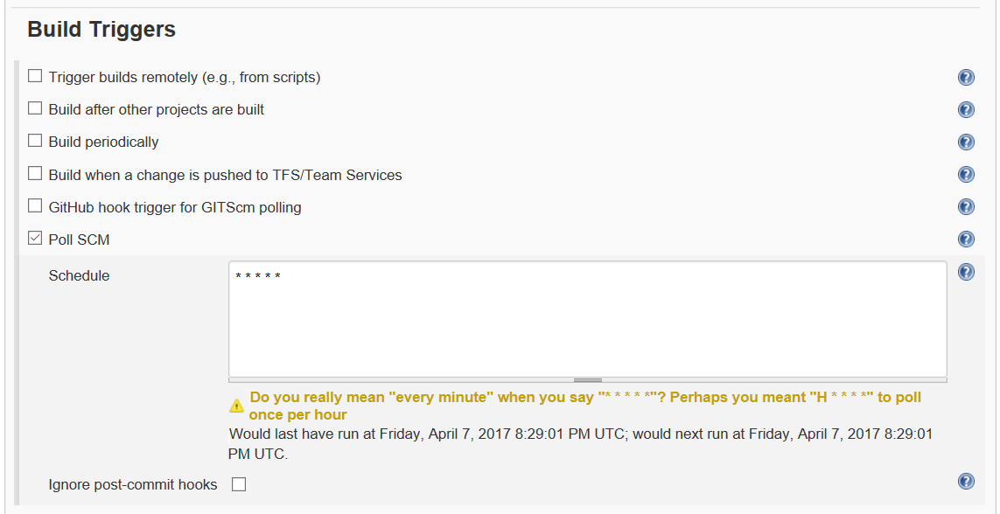 Build Triggers
Trigger builds remotely (e.g., from scripts)
Build after other projects are built
Build periodically
Build when a change is pushed to TFS/Team Services
GitHub hook trigger for GITScm polling
Poll SCM
Schedule
* * * * *
Do you really mean "every minute" when you say "* * * * *"? Perhaps you meant "H * * * *" to poll
once per hour
Would last have run at Friday, April 7, 2017 8:29:01 PM UTC; would next run at Friday, April 7, 2017 8:29:01
PM UTC.
Ignore post-commit hooks